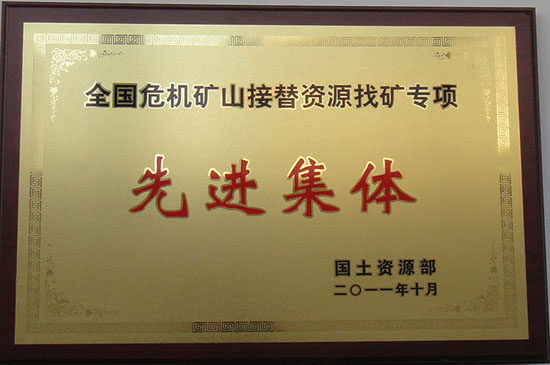 全国危机矿山接替资源找矿专项
先进集体
国土资源部
二〇一一年十月